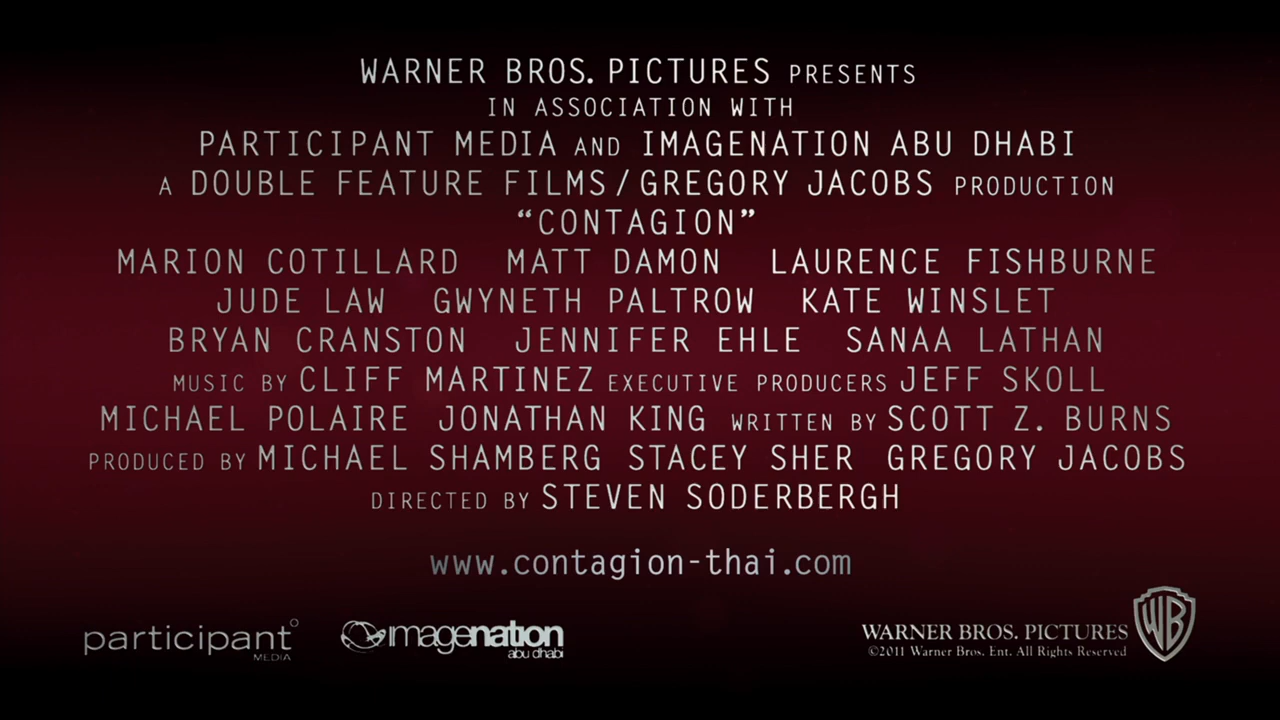 WARNER BROS. PICTURES PRESENTS
IN ASSOCIATION WITH
PARTICIPANT MEDIA AND IMAGENATION ABU DHABI
A DOUBLE FEATURE FILMS/GREGORY JACOBS PRODUCTION
“CONTAGION”
MARION COTILLARD MATT DAMON LAURENCE FISHBURNE
JUDE LAW GWYNETH PALTROW KATE WINSLET
BRYAN CRANSTON JENNIFER EHLE SANAA LATHAN
MUSIC BY CLIFF MARTINEZ EXECUTIVE PRODUCERS JEFF SKOLL
MICHAEL POLAIRE JONATHAN KING WRITTEN BY SCOTT Z. BURNS
PRODUCED BY MICHAEL SHAMBERG STACEY SHER GREGORY JACOBS
DIRECTED BY STEVEN SODERBERGH
www.contagion-thai.com
participant
MEDIA
imagenation
abu dhabi
WARNER BROS. PICTURES
©2011 Warner Bros. Ent. All Rights Reserved
WB